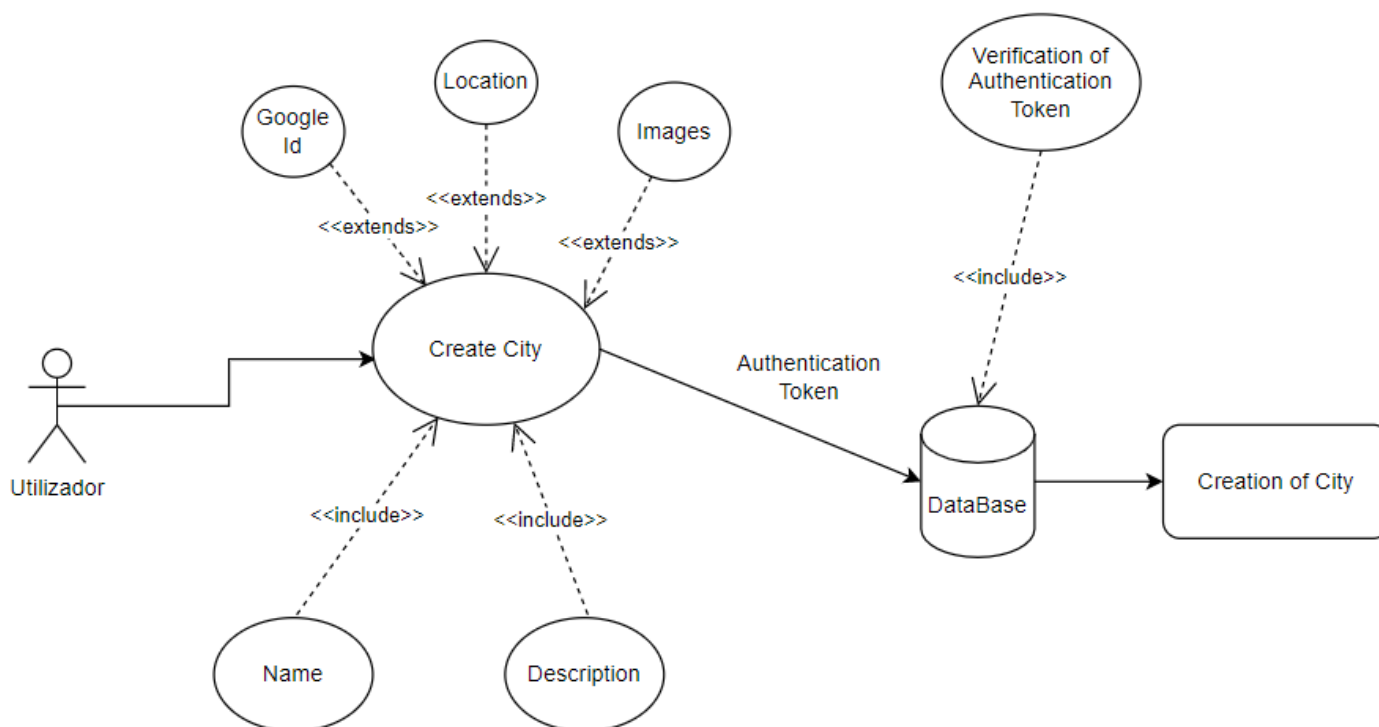 Location
Verification of
Authentication
Token
Google
Id
Images
<<extends>>
<<extends>>
<<extends>>
<<include>>
Create City
Authentication
Token
Utilizador
DataBase
Creation of City
<<include>>
<<include>>
Name
Description